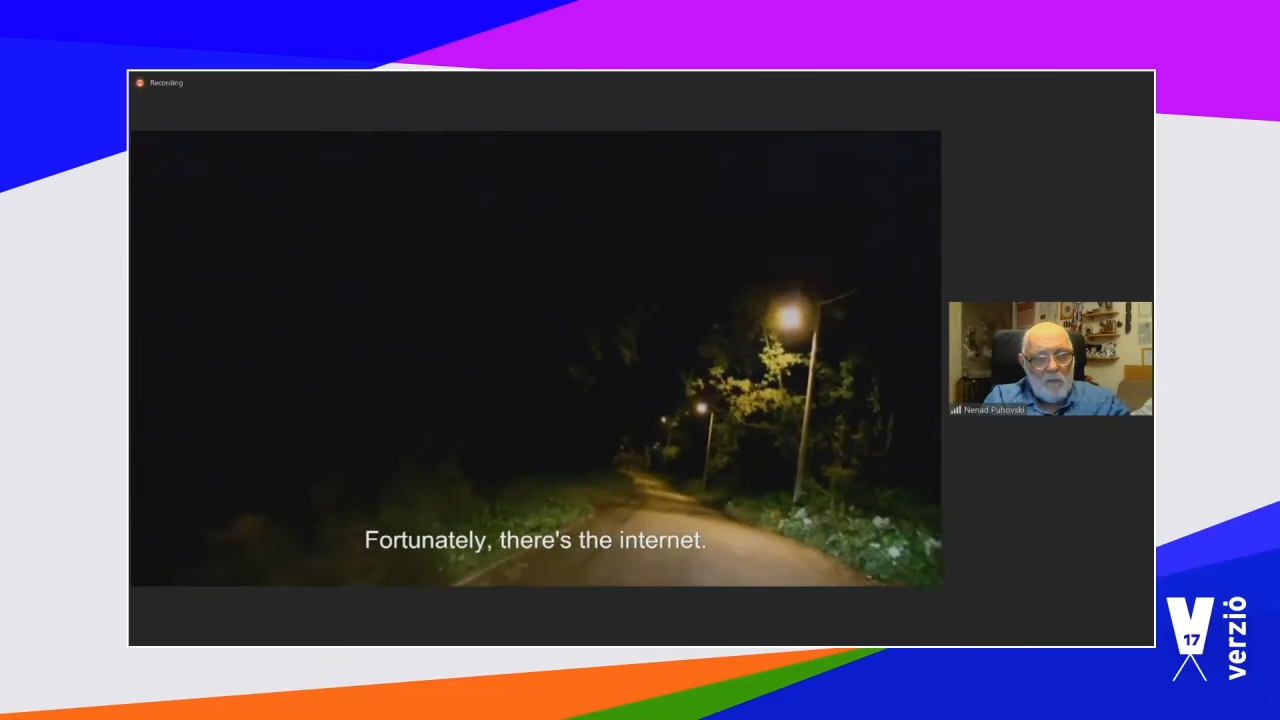 Recording
Fortunately, there's the internet.
Nenad Puhovski
17
verzió